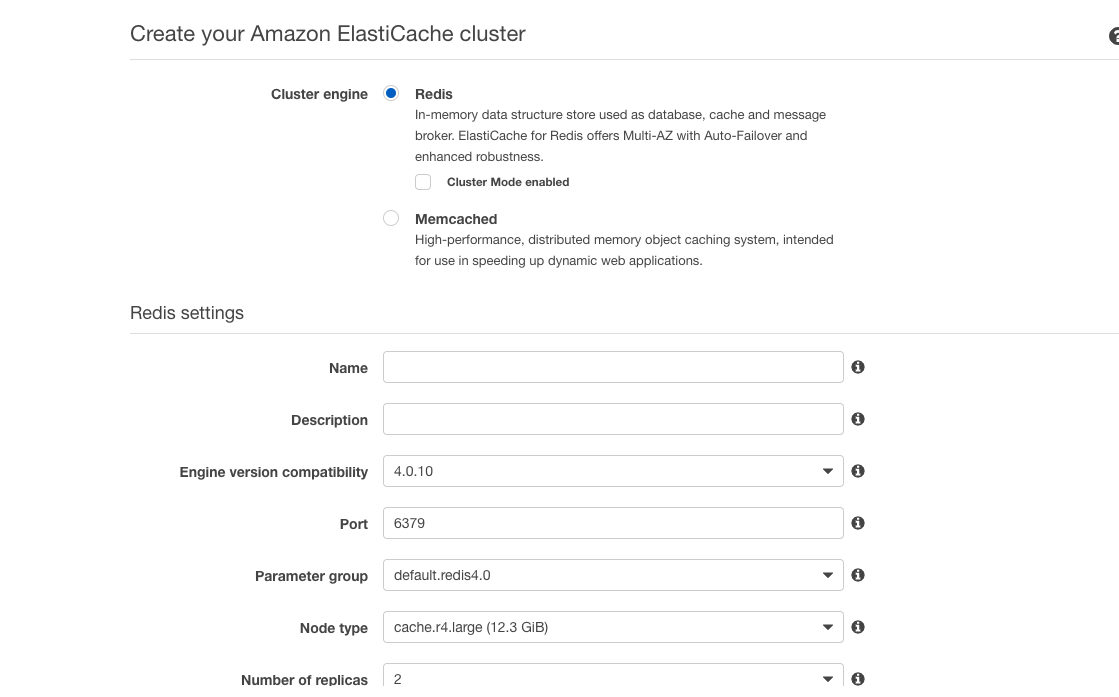 Create your Amazon ElastiCache cluster
Cluster engine
Redis
In-memory data structure store used as database, cache and message
broker. ElastiCache for Redis offers Multi-AZ with Auto-Failover and
enhanced robustness.
Cluster Mode enabled
Memcached
High-performance, distributed memory object caching system, intended
for use in speeding up dynamic web applications.
Redis settings
Name
Description
Engine version compatibility 4.0.10
Port 6379
Parameter group default.redis4.0
Node type cache.r4.large (12.3 GiB)
Number of replicas 2